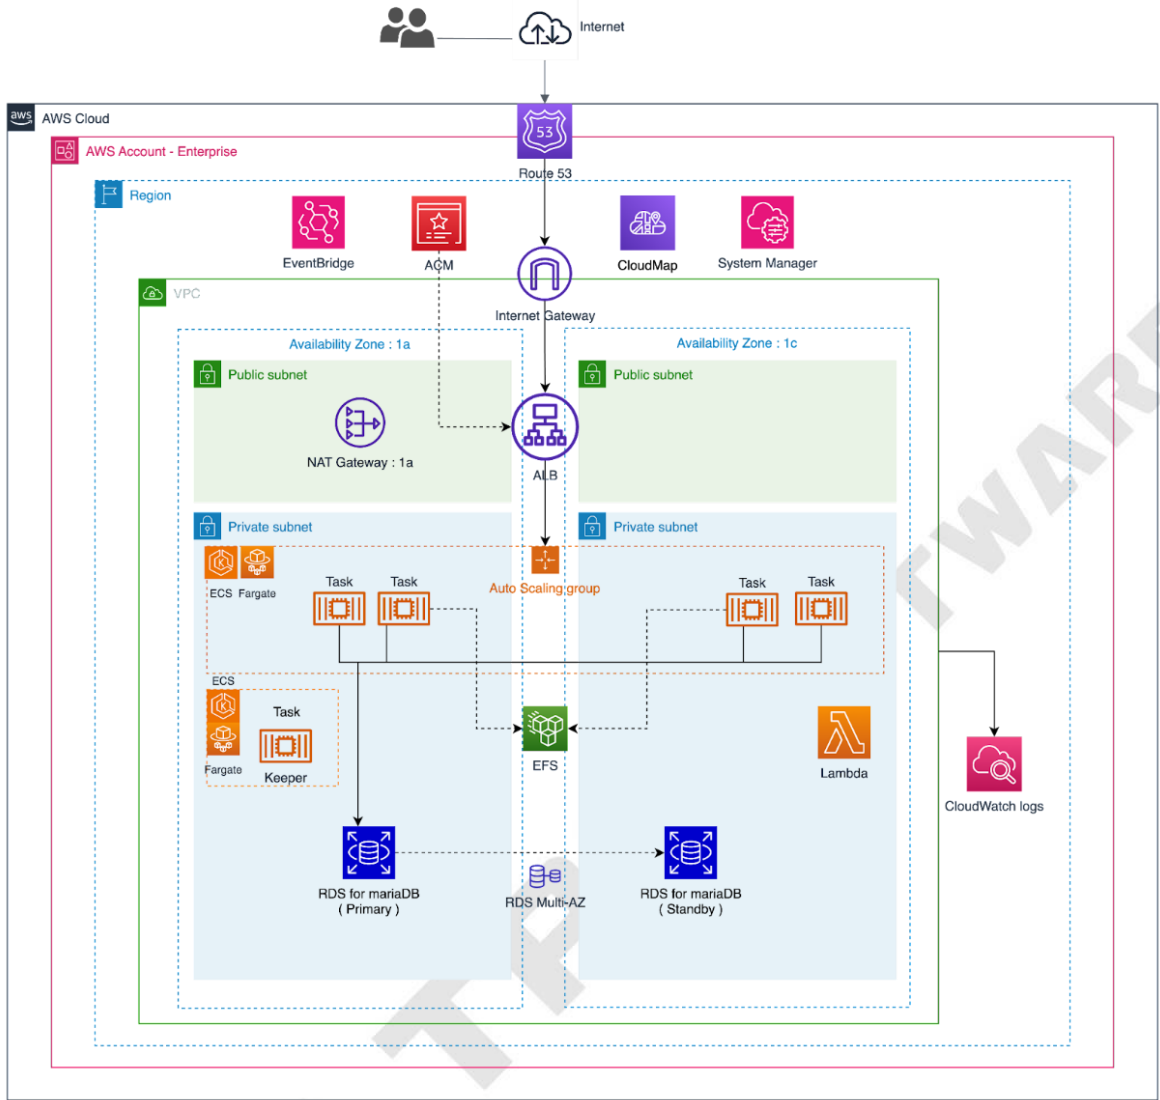 Internet
aws
AWS Cloud
53
AWS Account - Enterprise
Route 53
Region
EventBridge
ACM
CloudMap
System Manager
VPC
Internet Gateway
Availability Zone : 1a
Availability Zone : 1c
Public subnet
Public subnet
NAT Gateway : 1a
ALB
Private subnet
Private subnet
ECS
Fargate
Task
Task
Auto Scaling group
Task
Task
ECS
Task
Fargate
Keeper
EFS
Lambda
CloudWatch logs
RDS for mariaDB
( Primary )
RDS Multi-AZ
RDS for mariaDB
( Standby )